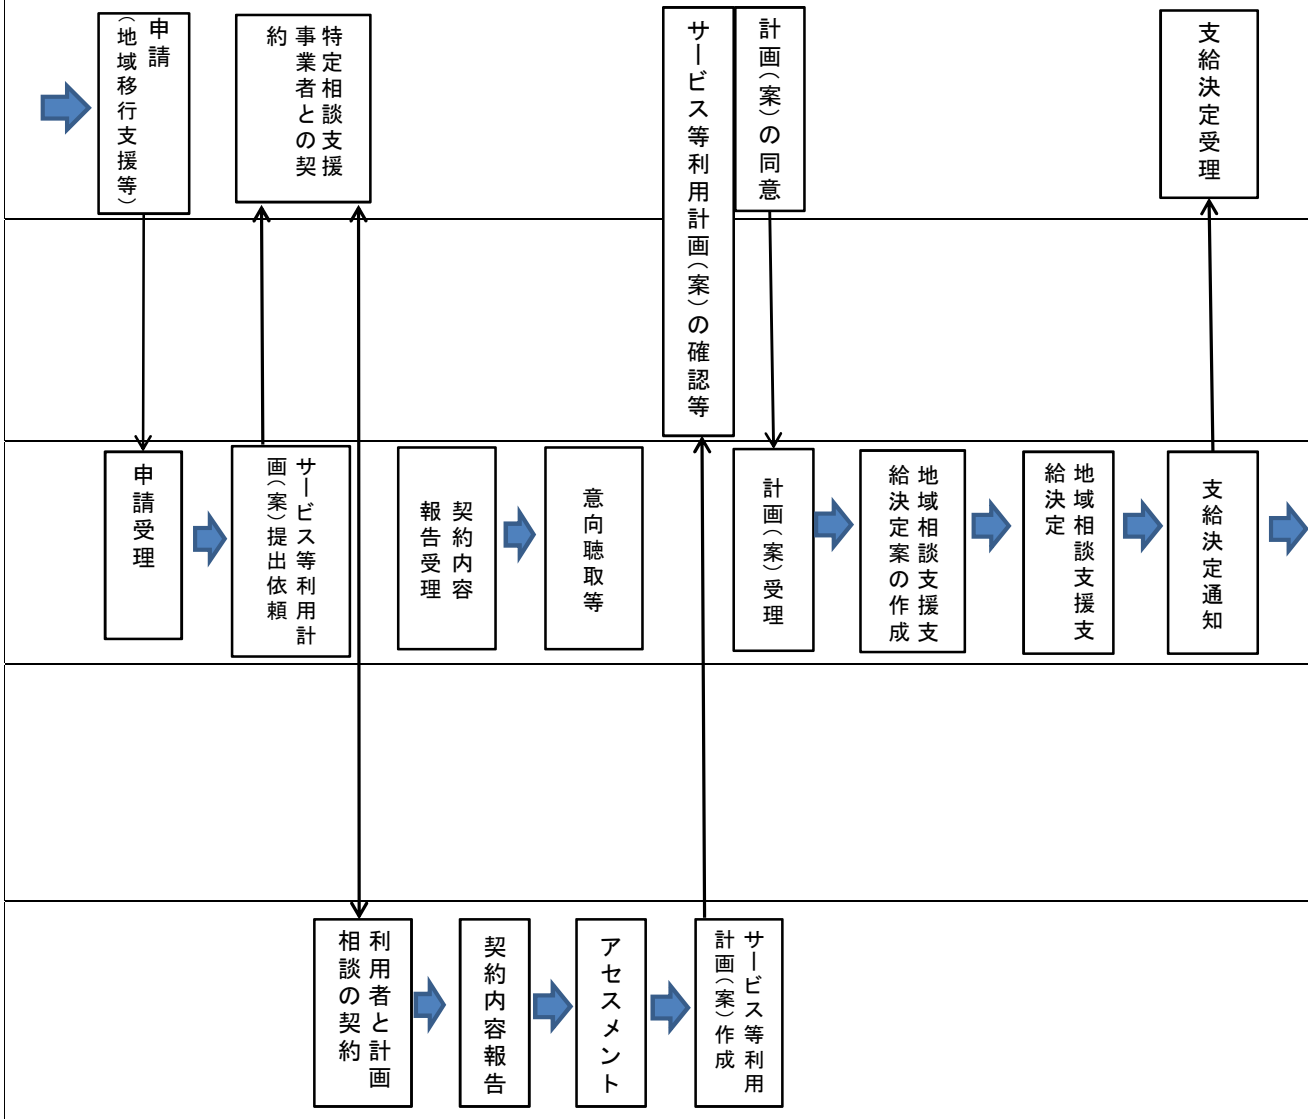 申請
(地域移行支援等)
特定相談支援
事業者との契
約
サービス等利用計画(案)の確認等
計画(案)の同意
支給決定受理
申請受理
サービス等利用計
画(案)提出依頼
契約内容
報告受理
意向聴取等
計画(案)受理
地域相談支援支
給決定案の作成
地域相談支援支
給決定
支給決定通知
利用者と計画
相談の契約
契約内容報告
アセスメント
サービス等利用
計画(案)作成